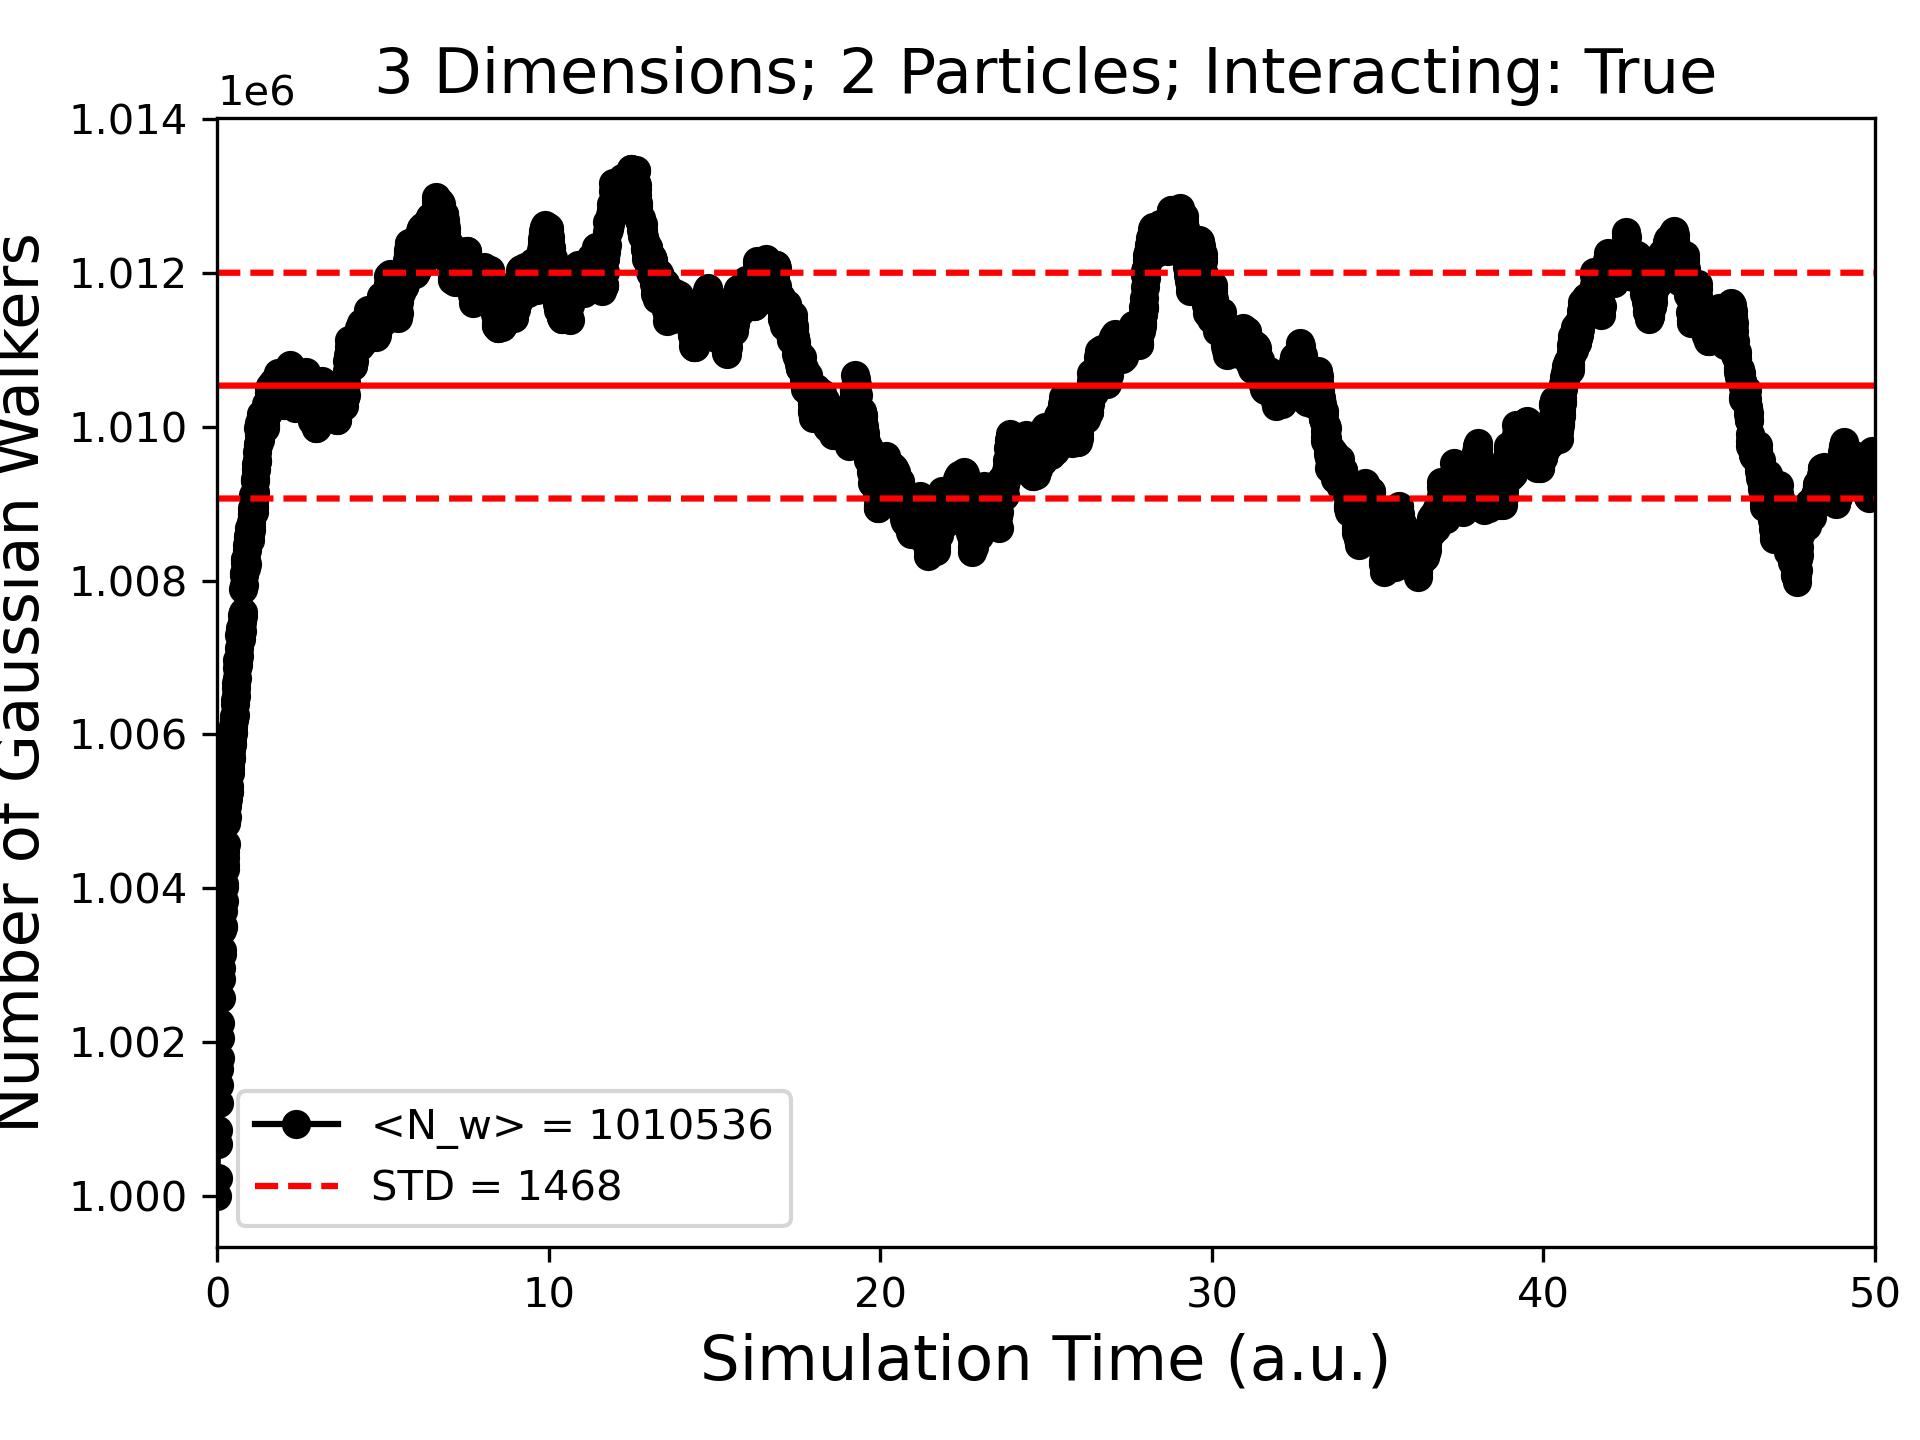 3 Dimensions; 2 Particles; Interacting: True
1e6
1.014
1.012
1.010
1.008
1.006
1.004
1.002
1.000
Number of Gaussian Walkers
<N_w> = 1010536
STD = 1468
0 10 20 30 40 50
Simulation Time (a.u.)